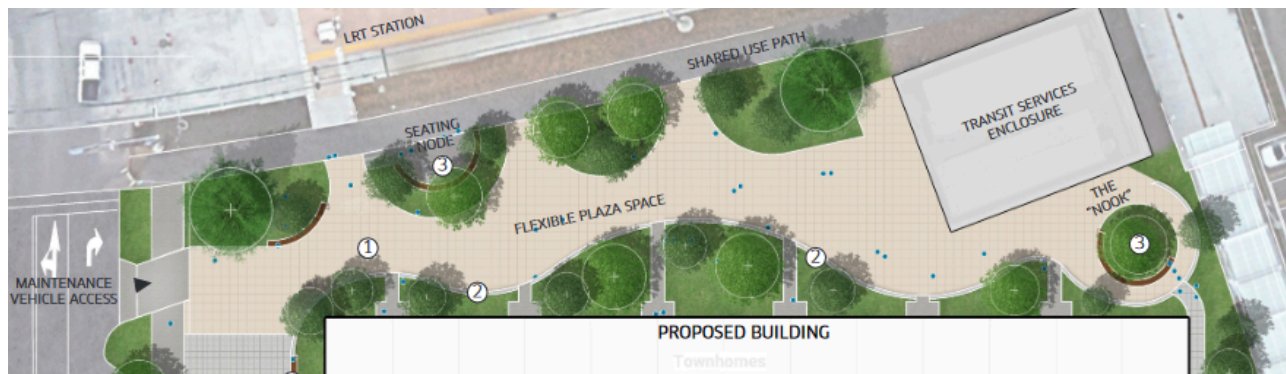 LRT STATION
SHARED USE PATH
SEATING
NODE
3
TRANSIT SERVICES
ENCLOSURE
FLEXIBLE PLAZA SPACE
THE
"NOOK"
3
1
2
2
MAINTENANCE
VEHICLE ACCESS
PROPOSED BUILDING
Townhomes